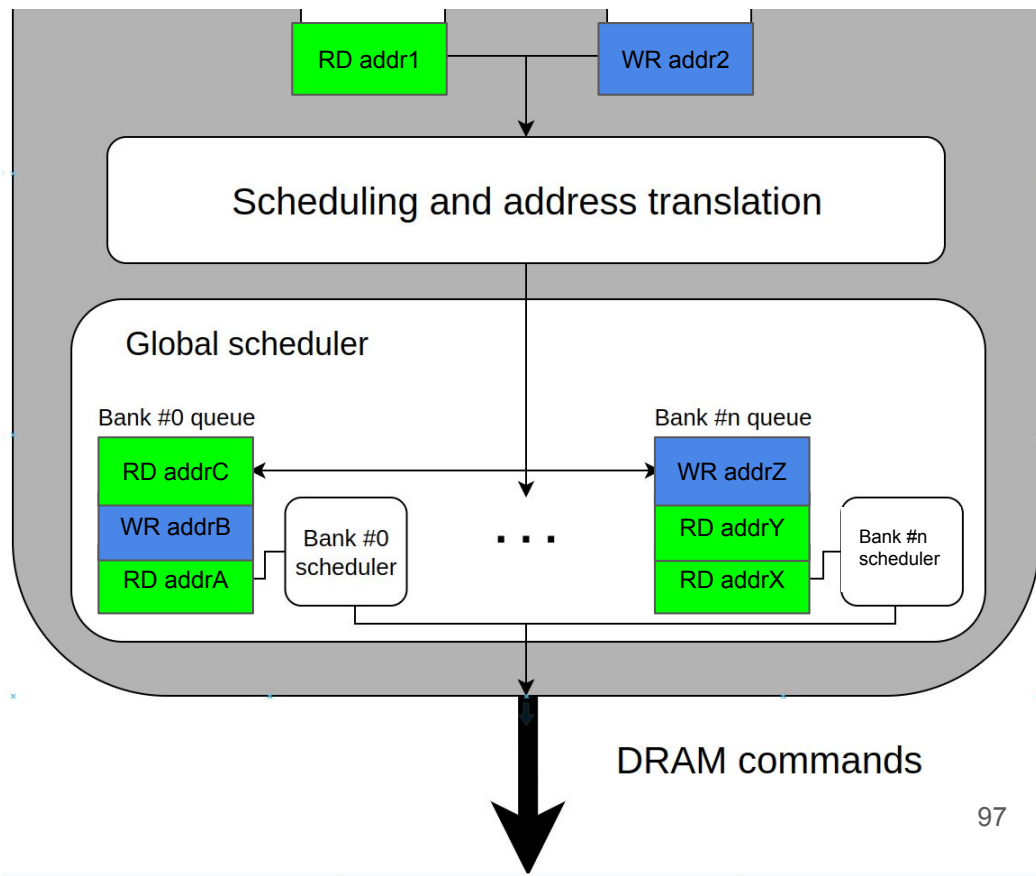 RD addr1
WR addr2
Scheduling and address translation
Global scheduler
Bank #0 queue
RD addrC
WR addrB
RD addrA
Bank #0
scheduler
. . .
Bank #n queue
WR addrZ
RD addrY
RD addrX
Bank #n
scheduler
DRAM commands
97